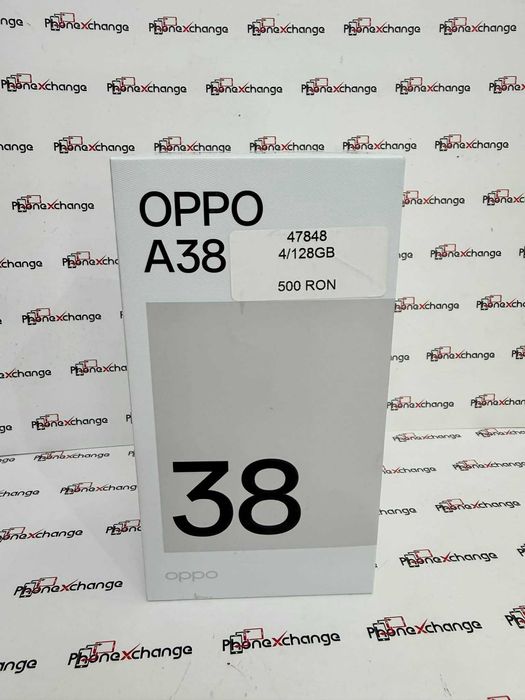 OPPO
A38
47848
4/128GB
500 RON
38
oppo
PhonexChange